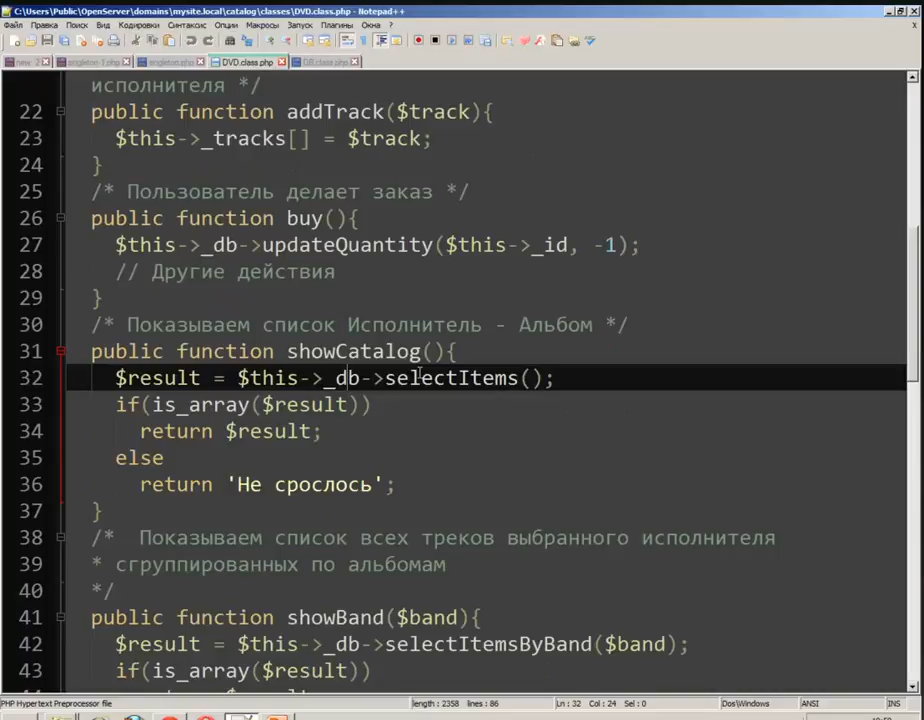 C:\Users\Public\OpenServer\domains\mysite.local\catalog\classes\DVD.class.php - Notepad++
Файл Правка Поиск Вид Кодировки Синтаксис Опции Макросы Запуск Плагины Окна ?
new 2 singleton-1.php singleton.php DVD.class.php DB.class.php
исполнителя */
22 public function addTrack($track){
23 $this->_tracks[] = $track;
24 }
25 /* Пользователь делает заказ */
26 public function buy(){
27 $this->_db->updateQuantity($this->_id, -1);
28 // Другие действия
29 }
30 /* Показываем список Исполнитель - Альбом */
31 public function showCatalog(){
32 $result = $this->_db->selectItems();
33 if(is_array($result))
34 return $result;
35 else
36 return 'Не срослось';
37 }
38 /* Показываем список всех треков выбранного исполнителя
39 * сгруппированных по альбомам
40 */
41 public function showBand($band){
42 $result = $this->_db->selectItemsByBand($band);
43 if(is_array($result))
PHP Hypertext Preprocessor file length : 2358 lines : 86 Ln : 32 Col : 24 Sel : 0 Dos\Windows ANSI INS